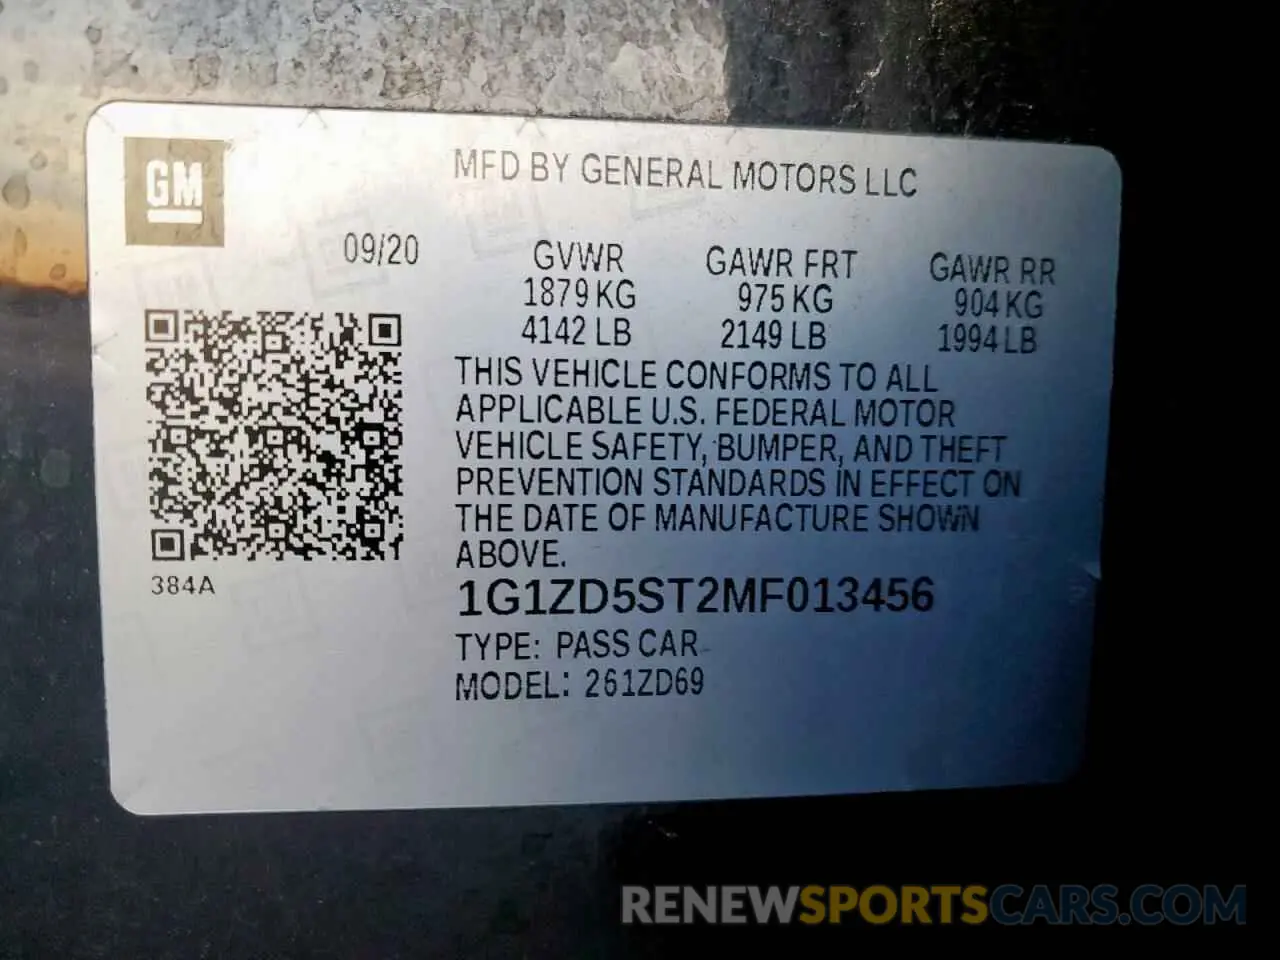 GM
MFD BY GENERAL MOTORS LLC
09/20
GVWR GAWR FRT GAWR RR
1879 KG 975 KG 904 KG
4142 LB 2149 LB 1994 LB
THIS VEHICLE CONFORMS TO ALL
APPLICABLE U.S. FEDERAL MOTOR
VEHICLE SAFETY, BUMPER, AND THEFT
PREVENTION STANDARDS IN EFFECT ON
THE DATE OF MANUFACTURE SHOWN
ABOVE.
384A
1G1ZD5ST2MF013456
TYPE: PASS CAR
MODEL: 261ZD69
RENEWSPORTSCARS.COM